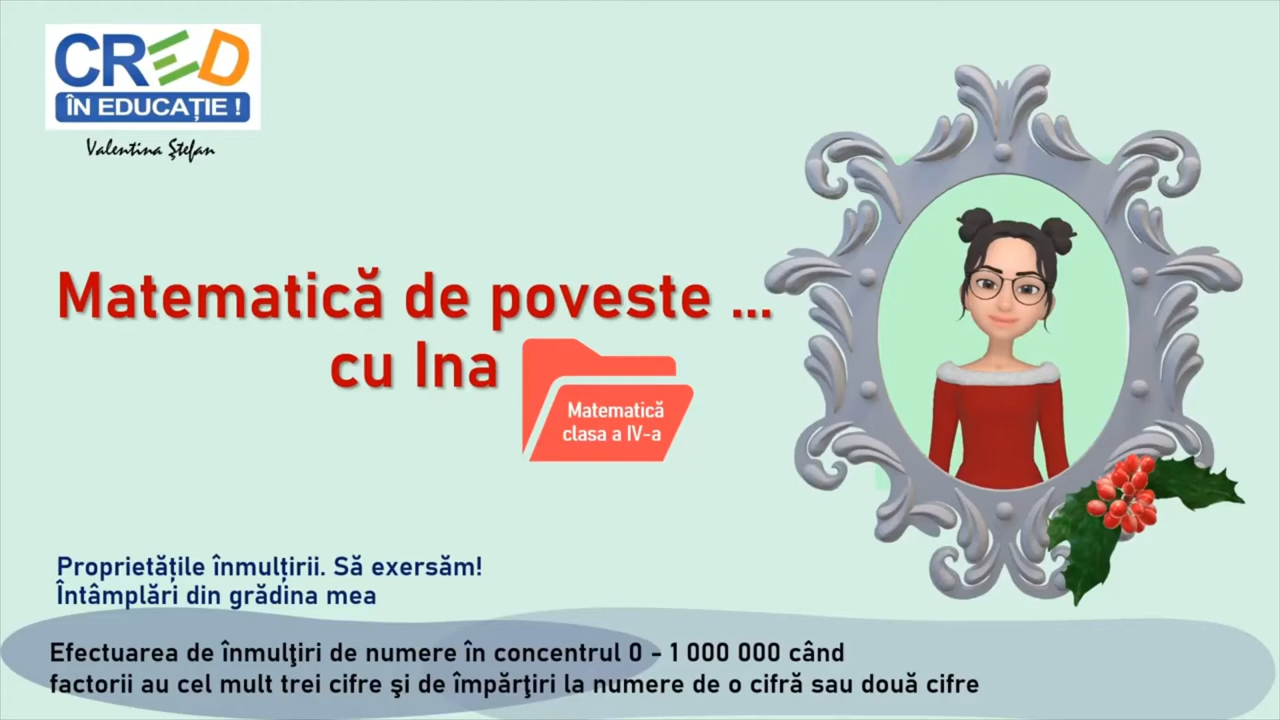 CRED
ÎN EDUCAȚIE !
Valentina Ştefan
Matematică de poveste ...
cu Ina
Matematică
clasa a IV-a
Proprietățile înmulțirii. Să exersăm!
Întâmplări din grădina mea
Efectuarea de înmulţiri de numere în concentrul 0 - 1 000 000 când
factorii au cel mult trei cifre şi de împărţiri la numere de o cifră sau două cifre